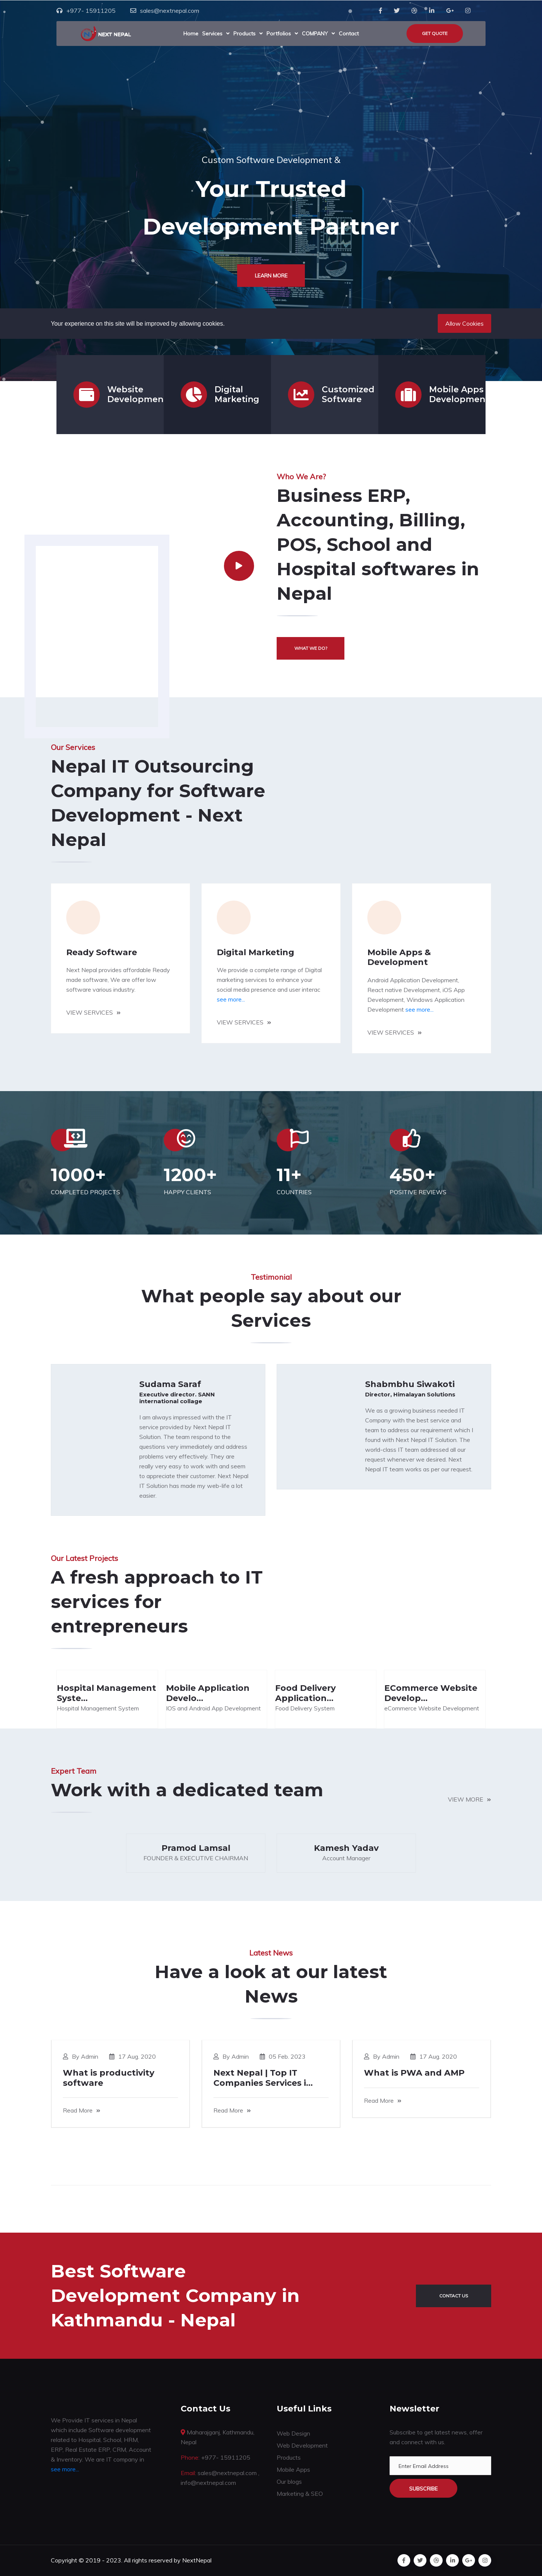 +977- 15911205 sales@nextnepal.com
NEXT NEPAL
Home Services Products Portfolios COMPANY Contact
GET QUOTE
Custom Software Development &
Your Trusted
Development Partner
LEARN MORE
Your experience on this site will be improved by allowing cookies.
Allow Cookies
Website
Developmen
Digital
Marketing
Customized
Software
Mobile Apps
Developmen
Who We Are?
Business ERP,
Accounting, Billing,
POS, School and
Hospital softwares in
Nepal
WHAT WE DO?
Our Services
Nepal IT Outsourcing
Company for Software
Development - Next
Nepal
Ready Software
Next Nepal provides affordable Ready
made software, We are offer low
software various industry.
VIEW SERVICES »
Digital Marketing
We provide a complete range of Digital
marketing services to enhance your
social media presence and user interac
see more...
VIEW SERVICES »
Mobile Apps &
Development
Android Application Development,
React native Development, iOS App
Development, Windows Application
Development see more...
VIEW SERVICES »
1000+
COMPLETED PROJECTS
1200+
HAPPY CLIENTS
11+
COUNTRIES
450+
POSITIVE REVIEWS
Testimonial
What people say about our
Services
Sudama Saraf
Executive director. SANN
international collage
I am always impressed with the IT
service provided by Next Nepal IT
Solution. The team respond to the
questions very immediately and address
problems very effectively. They are
really very easy to work with and seem
to appreciate their customer. Next Nepal
IT Solution has made my web-life a lot
easier.
Shabmbhu Siwakoti
Director, Himalayan Solutions
We as a growing business needed IT
Company with the best service and
team to address our requirement which I
found with Next Nepal IT Solution. The
world-class IT team addressed all our
request whenever we desired. Next
Nepal IT team works as per our request.
Our Latest Projects
A fresh approach to IT
services for
entrepreneurs
Hospital Management
Syste...
Hospital Management System
Mobile Application
Develo...
IOS and Android App Development
Food Delivery
Application...
Food Delivery System
ECommerce Website
Develop...
eCommerce Website Development
Expert Team
Work with a dedicated team
VIEW MORE »
Pramod Lamsal
FOUNDER & EXECUTIVE CHAIRMAN
Kamesh Yadav
Account Manager
Latest News
Have a look at our latest
News
By Admin 17 Aug. 2020
What is productivity
software
Read More »
By Admin 05 Feb. 2023
Next Nepal | Top IT
Companies Services i...
Read More »
By Admin 17 Aug. 2020
What is PWA and AMP
Read More »
Best Software
Development Company in
Kathmandu - Nepal
CONTACT US
We Provide IT services in Nepal
which include Software development
related to Hospital, School, HRM,
ERP, Real Estate ERP, CRM, Account
& Inventory. We are IT company in
see more...
Contact Us
Maharajganj, Kathmandu,
Nepal
Phone: +977- 15911205
Email: sales@nextnepal.com ,
info@nextnepal.com
Useful Links
Web Design
Web Development
Products
Mobile Apps
Our blogs
Marketing & SEO
Newsletter
Subscribe to get latest news, offer
and connect with us.
Enter Email Address
SUBSCRIBE
Copyright © 2019 - 2023. All rights reserved by NextNepal